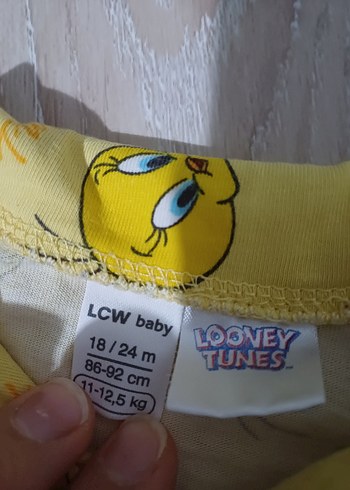 LCW baby
18 / 24 m
86-92 cm
11-12,5 kg
LOONEY
TUNES